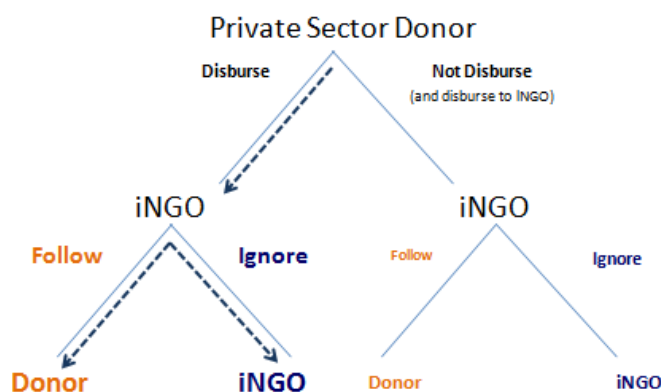 Private Sector Donor
Disburse
Not Disburse
(and disburse to INGO)
iNGO
iNGO
Follow
Ignore
Follow
Ignore
Donor
iNGO
Donor
iNGO